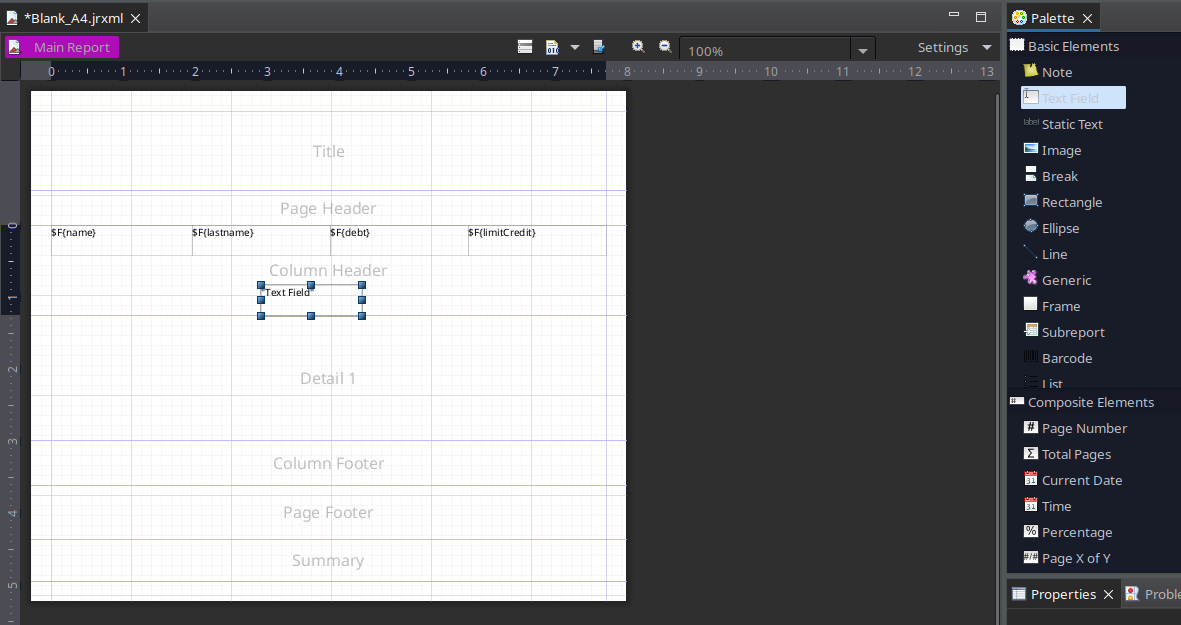 *Blank_A4.jrxml
Main Report
100%
Settings
0 1 2 3 4 5 6 7 8 9 10 11 12 13
0
1
2
3
4
5
Title
Page Header
$F{name} $F{lastname} $F{debt} $F{limitCredit}
Column Header
Text Field
Detail 1
Column Footer
Page Footer
Summary
Palette
Basic Elements
Note
Text Field
label Static Text
Image
Break
Rectangle
Ellipse
Line
Generic
Frame
Subreport
Barcode
List
# Composite Elements
# Page Number
Σ Total Pages
31 Current Date
31 Time
% Percentage
#/# Page X of Y
Properties
Proble